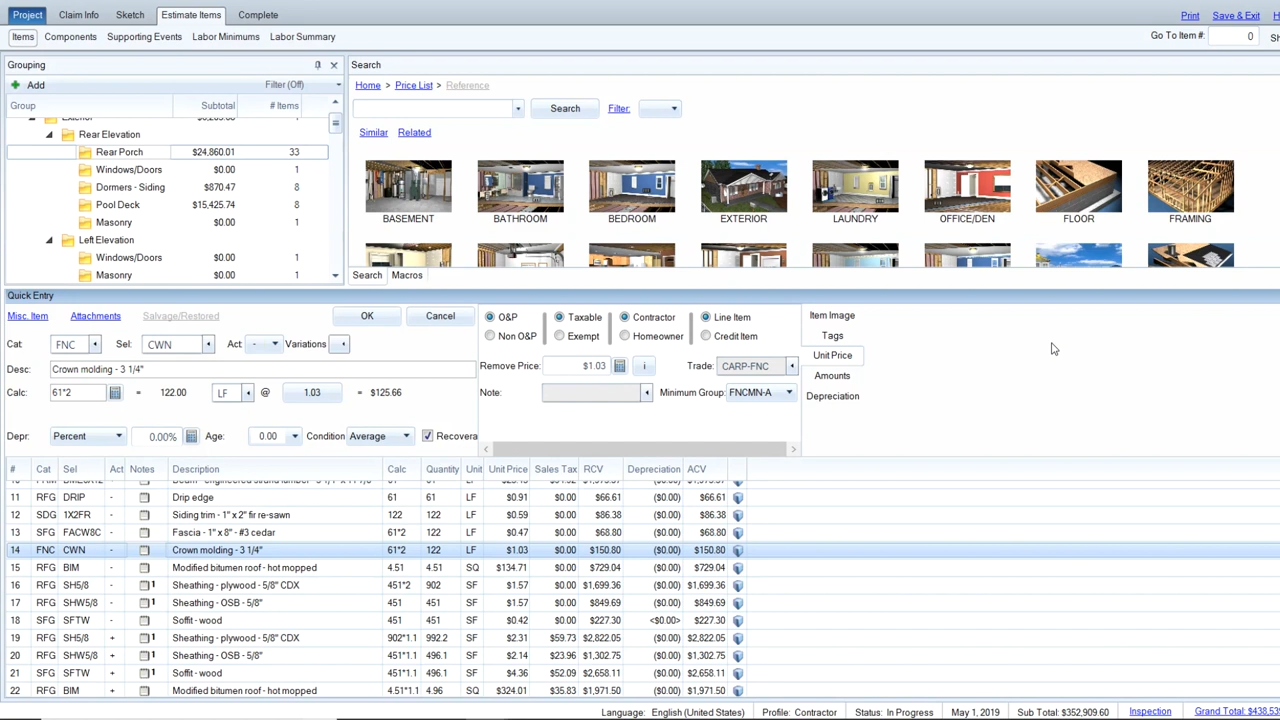 Project Claim Info Sketch Estimate Items Complete Print Save & Exit H
Items Components Supporting Events Labor Minimums Labor Summary Go To Item #: 0
Grouping
Add Filter (Off)
Group Subtotal # Items
Rear Elevation
Rear Porch $24,860.01 33
Windows/Doors $0.00 1
Dormers - Siding $870.47 8
Pool Deck $15,425.74 8
Masonry $0.00 1
Left Elevation
Windows/Doors $0.00 1
Masonry $0.00 1
Search
Home > Price List > Reference
Search Filter:
Similar Related
BASEMENT BATHROOM BEDROOM EXTERIOR LAUNDRY OFFICE/DEN FLOOR FRAMING
Search Macros
Quick Entry
Misc. Item Attachments Salvage/Restored OK Cancel
Cat: FNC Sel: CWN Act: - Variations
Desc: Crown molding - 3 1/4"
Calc: 61*2 = 122.00 LF @ 1.03 = $125.66
Depr: Percent 0.00% Age: 0.00 Condition Average Recovera
O&P Taxable Contractor Line Item
Non O&P Exempt Homeowner Credit Item
Remove Price: $1.03 i Trade: CARP-FNC
Note: Minimum Group: FNCMN-A
Item Image
Tags
Unit Price
Amounts
Depreciation
# Cat Sel Act Notes Description Calc Quantity Unit Unit Price Sales Tax RCV Depreciation ACV
11 RFG DRIP - Drip edge 61 61 LF $0.91 $0.00 $66.61 ($0.00) $66.61
12 SDG 1X2FR - Siding trim - 1" x 2" fir re-sawn 122 122 LF $0.59 $0.00 $86.38 ($0.00) $86.38
13 SFG FACW8C - Fascia - 1" x 8" - #3 cedar 61*2 122 LF $0.47 $0.00 $68.80 ($0.00) $68.80
14 FNC CWN - Crown molding - 3 1/4" 61*2 122 LF $1.03 $0.00 $150.80 ($0.00) $150.80
15 RFG BIM - Modified bitumen roof - hot mopped 4.51 4.51 SQ $134.71 $0.00 $729.04 ($0.00) $729.04
16 RFG SH5/8 - 1 Sheathing - plywood - 5/8" CDX 451*2 902 SF $1.57 $0.00 $1,699.36 ($0.00) $1,699.36
17 RFG SHW5/8 - 1 Sheathing - OSB - 5/8" 451 451 SF $1.57 $0.00 $849.69 ($0.00) $849.69
18 SFG SFTW - Soffit - wood 451 451 SF $0.42 $0.00 $227.30 <$0.00> $227.30
19 RFG SH5/8 + 1 Sheathing - plywood - 5/8" CDX 902*1.1 992.2 SF $2.31 $59.73 $2,822.05 ($0.00) $2,822.05
20 RFG SHW5/8 + 1 Sheathing - OSB - 5/8" 451*1.1 496.1 SF $2.14 $23.96 $1,302.75 ($0.00) $1,302.75
21 SFG SFTW + Soffit - wood 451*1.1 496.1 SF $4.36 $52.09 $2,658.11 ($0.00) $2,658.11
22 RFG BIM + Modified bitumen roof - hot mopped 4.51*1.1 4.96 SQ $324.01 $35.83 $1,971.50 ($0.00) $1,971.50
Language: English (United States) Profile: Contractor Status: In Progress May 1, 2019 Sub Total: $352,909.60 Inspection Grand Total: $438,5